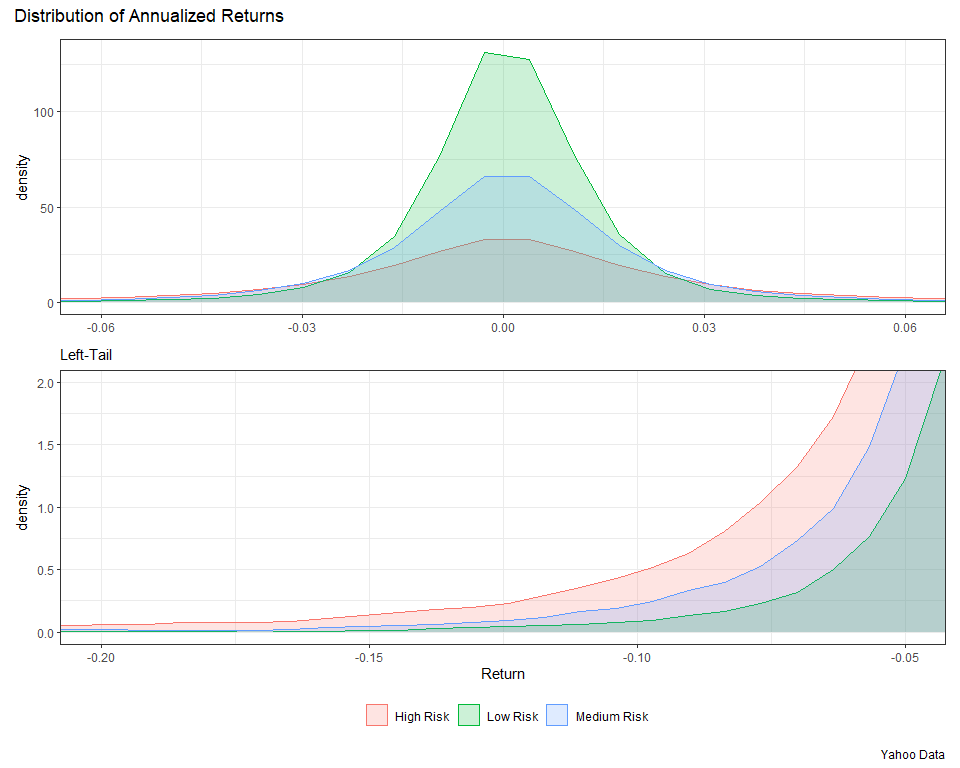 Distribution of Annualized Returns
100
50
0
density
-0.06 -0.03 0.00 0.03 0.06
Left-Tail
2.0
1.5
1.0
0.5
0.0
density
-0.20 -0.15 -0.10 -0.05
Return
High Risk Low Risk Medium Risk
Yahoo Data